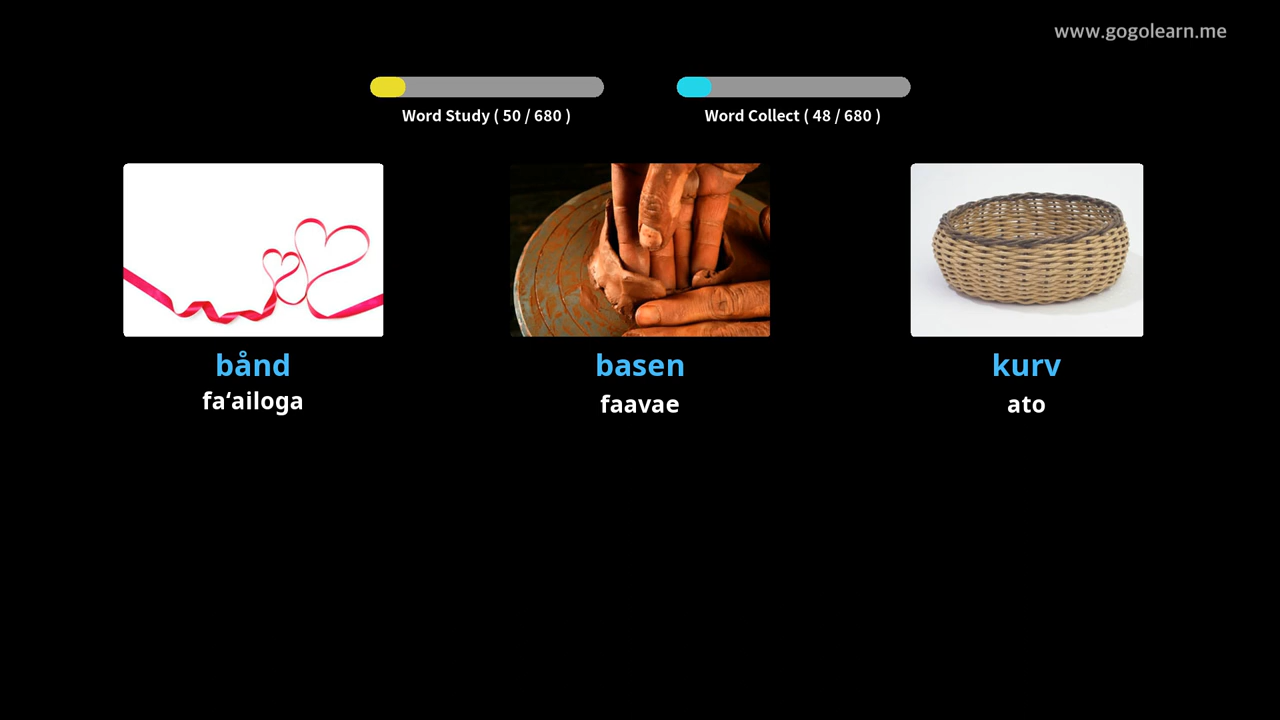 www.gogolearn.me
Word Study ( 50 / 680 )
Word Collect ( 48 / 680 )
bånd
fa‘ailoga
basen
faavae
kurv
ato